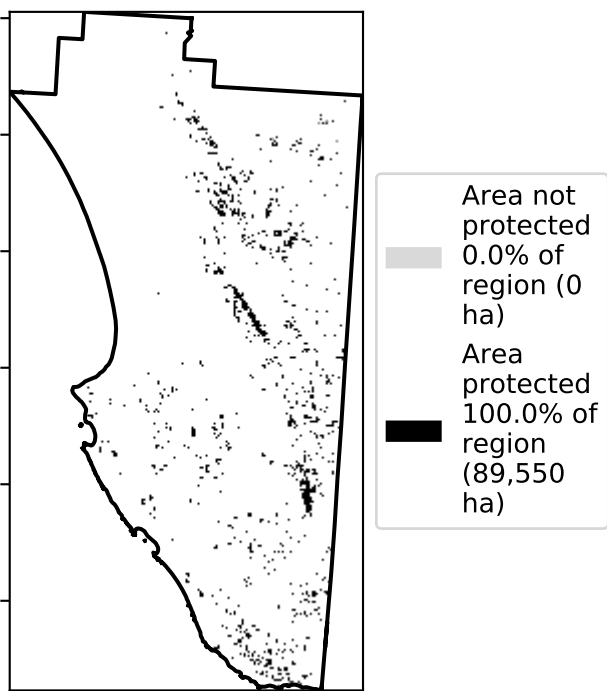 Area not
protected
0.0% of
region (0
ha)
Area
protected
100.0% of
region
(89,550
ha)